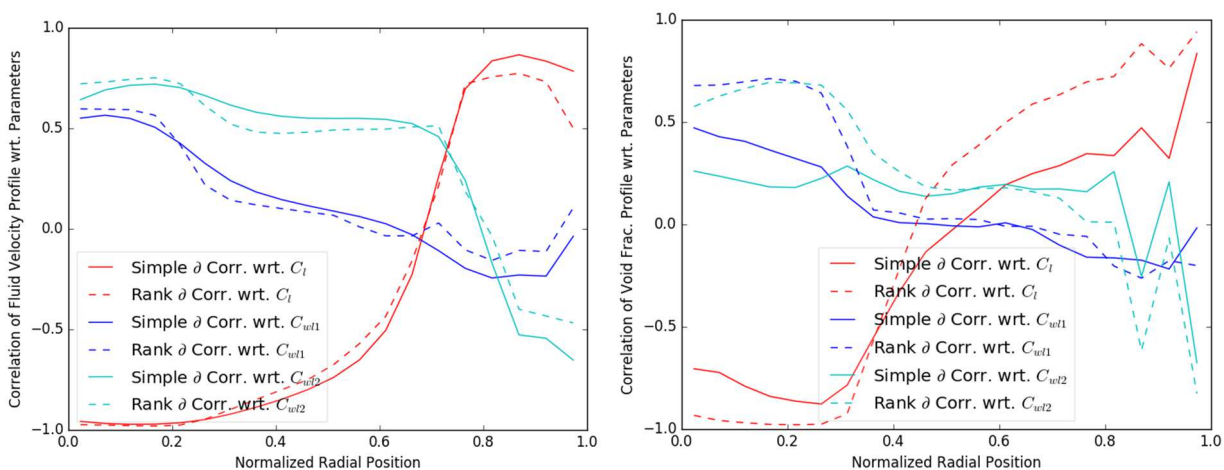 Correlation of Fluid Velocity Profile wrt. Parameters
1.0
0.5
0.0
−0.5
−1.0
Simple ∂ Corr. wrt. C_l
Rank ∂ Corr. wrt. C_l
Simple ∂ Corr. wrt. C_wl1
Rank ∂ Corr. wrt. C_wl1
Simple ∂ Corr. wrt. C_wl2
Rank ∂ Corr. wrt. C_wl2
0.0 0.2 0.4 0.6 0.8 1.0
Normalized Radial Position
Correlation of Void Frac. Profile wrt. Parameters
1.0
0.5
0.0
−0.5
−1.0
Simple ∂ Corr. wrt. C_l
Rank ∂ Corr. wrt. C_l
Simple ∂ Corr. wrt. C_wl1
Rank ∂ Corr. wrt. C_wl1
Simple ∂ Corr. wrt. C_wl2
Rank ∂ Corr. wrt. C_wl2
0.0 0.2 0.4 0.6 0.8 1.0
Normalized Radial Position